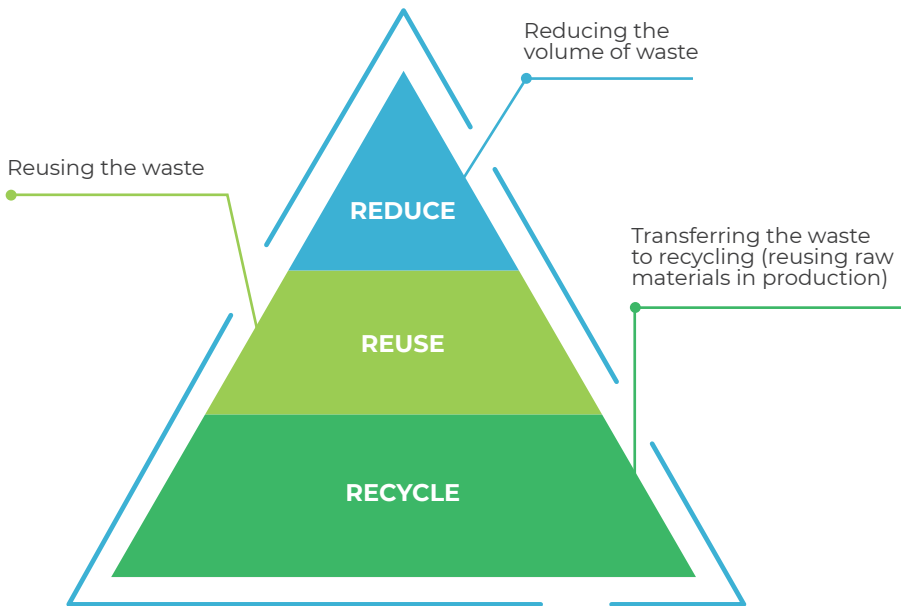 Reducing the
volume of waste
Reusing the waste
REDUCE
Transferring the waste
to recycling (reusing raw
materials in production)
REUSE
RECYCLE